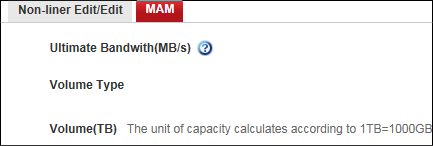 Non-liner Edit/Edit MAM
Ultimate Bandwith(MB/s)
Volume Type
Volume(TB) The unit of capacity calculates according to 1TB=1000GB